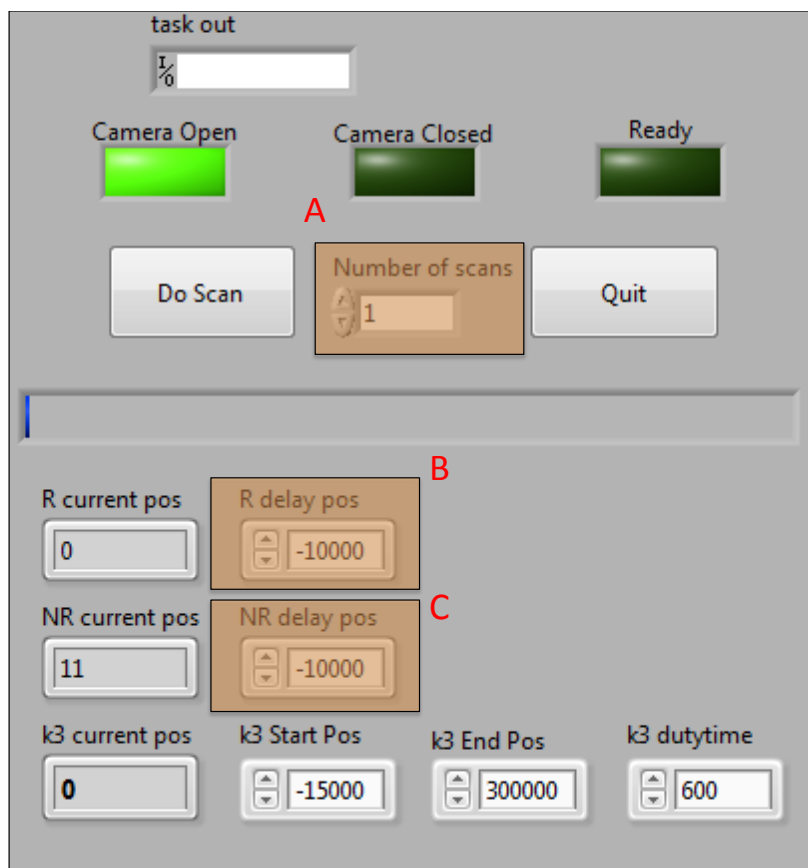 task out
I/O
Camera Open
Camera Closed
Ready
A
Do Scan
Number of scans
1
Quit
B
R current pos
R delay pos
0
-10000
C
NR current pos
NR delay pos
11
-10000
k3 current pos
k3 Start Pos
k3 End Pos
k3 dutytime
0
-15000
300000
600